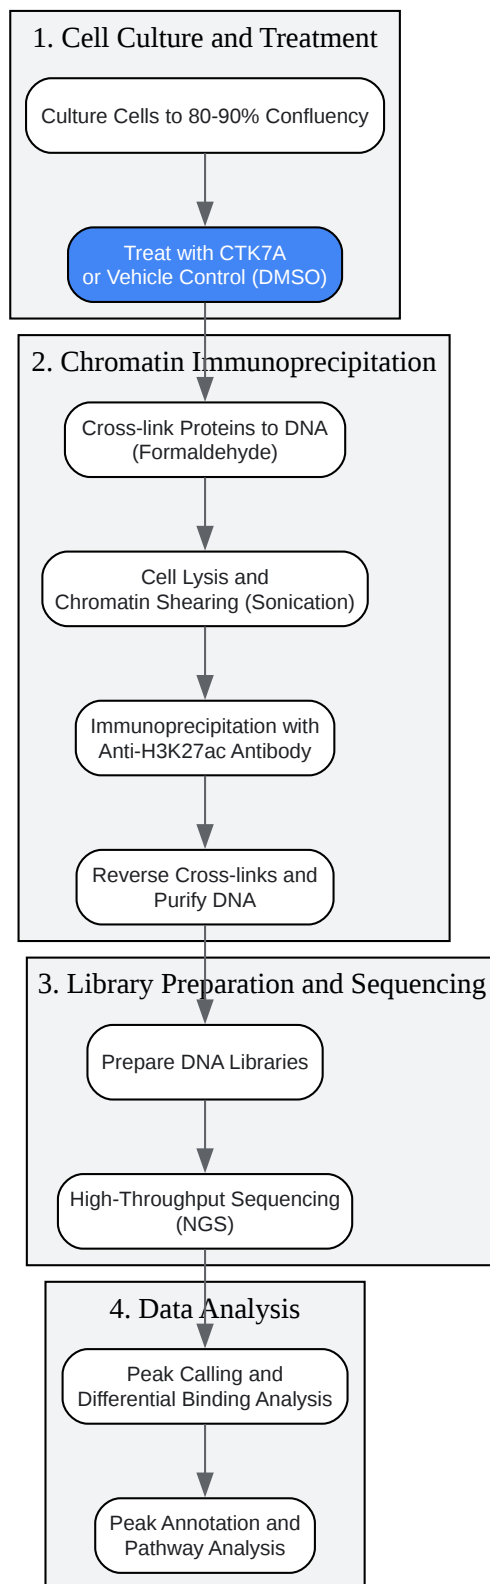 1. Cell Culture and Treatment
Culture Cells to 80-90% Confluency
Treat with CTK7A
or Vehicle Control (DMSO)
2. Chromatin Immunoprecipitation
Cross-link Proteins to DNA
(Formaldehyde)
Cell Lysis and
Chromatin Shearing (Sonication)
Immunoprecipitation with
Anti-H3K27ac Antibody
Reverse Cross-links and
Purify DNA
3. Library Preparation and Sequencing
Prepare DNA Libraries
High-Throughput Sequencing
(NGS)
4. Data Analysis
Peak Calling and
Differential Binding Analysis
Peak Annotation and
Pathway Analysis